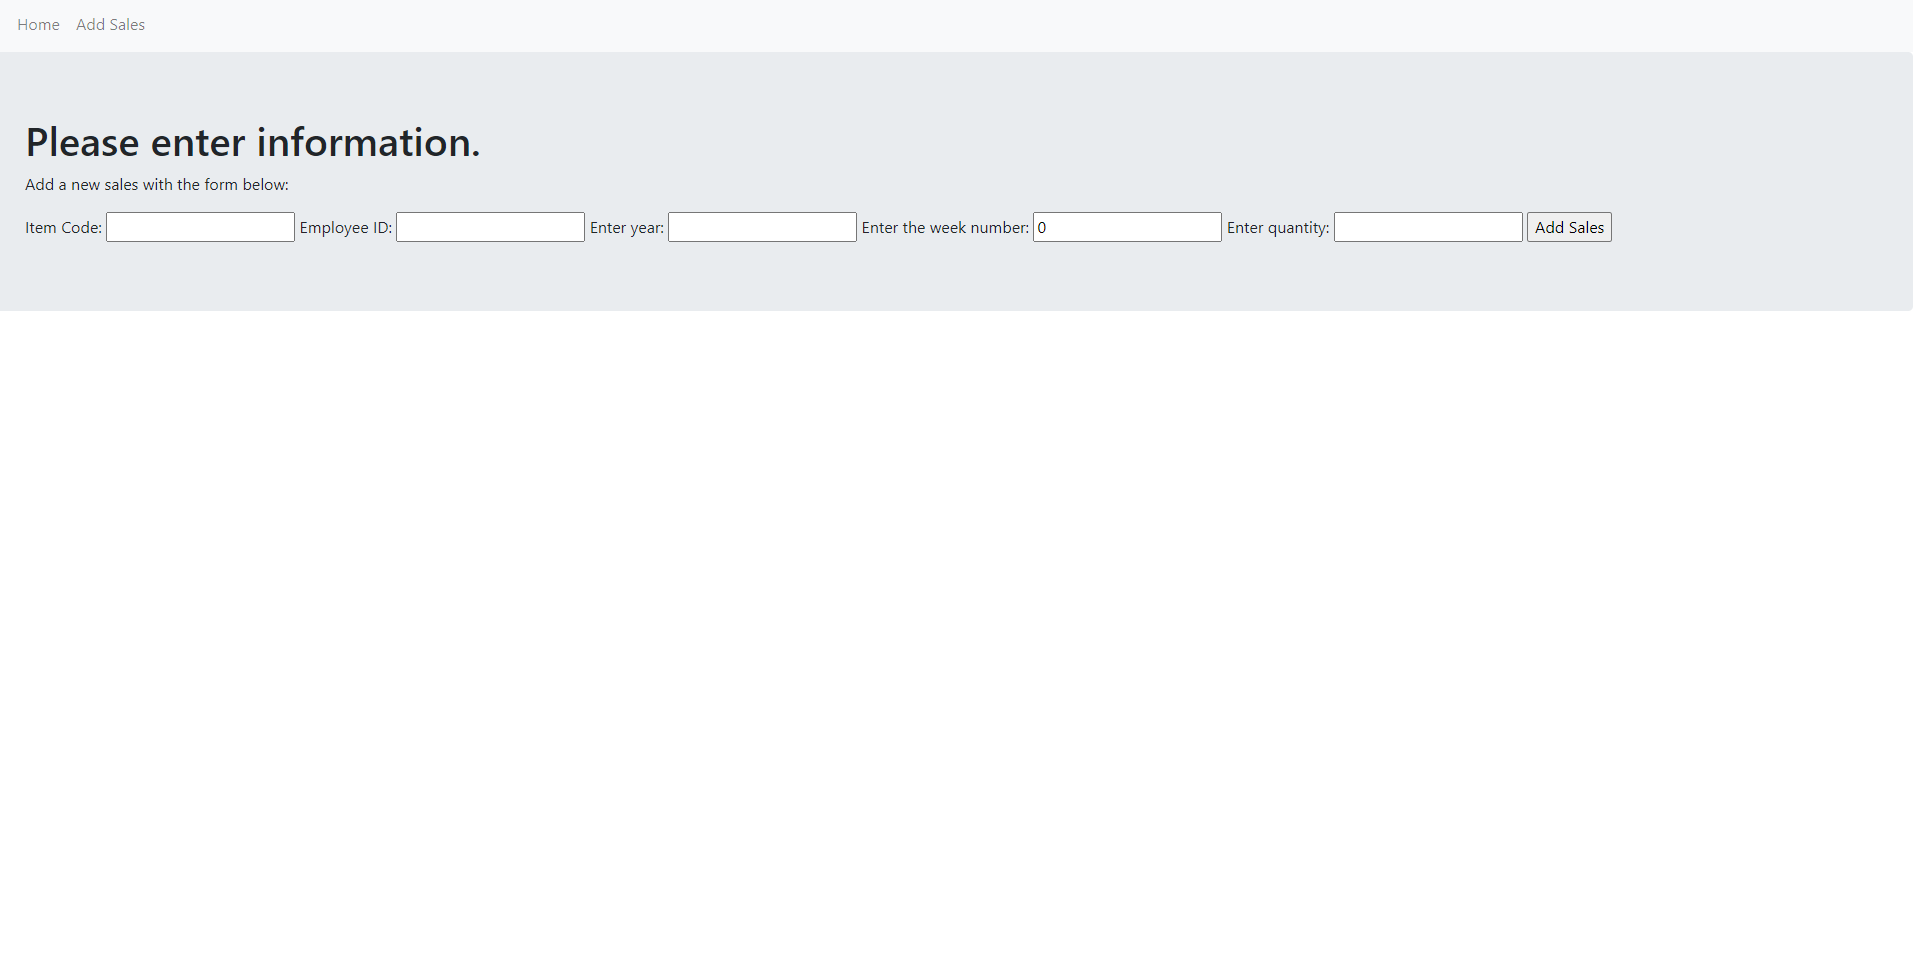 Home Add Sales
Please enter information.
Add a new sales with the form below:
Item Code: Employee ID: Enter year: Enter the week number: 0 Enter quantity: Add Sales